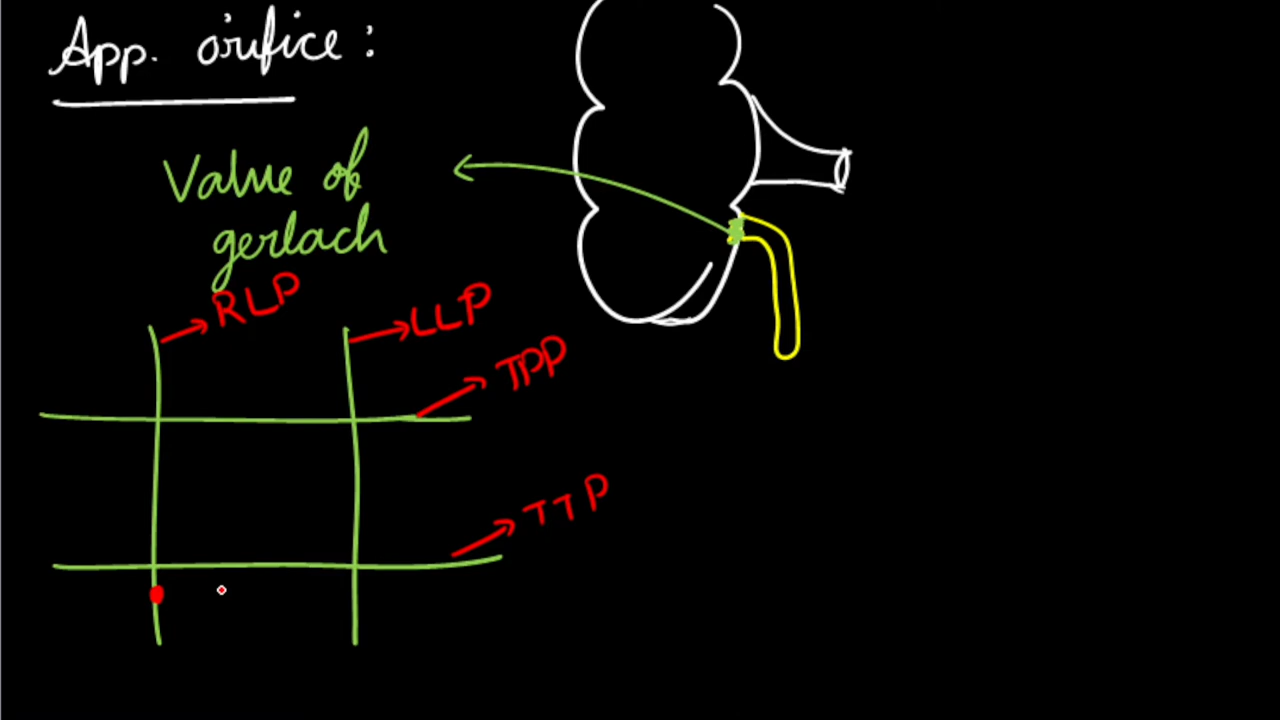 App. orifice :
Value of
gerlach
RLP
LLP
TPP
TTP